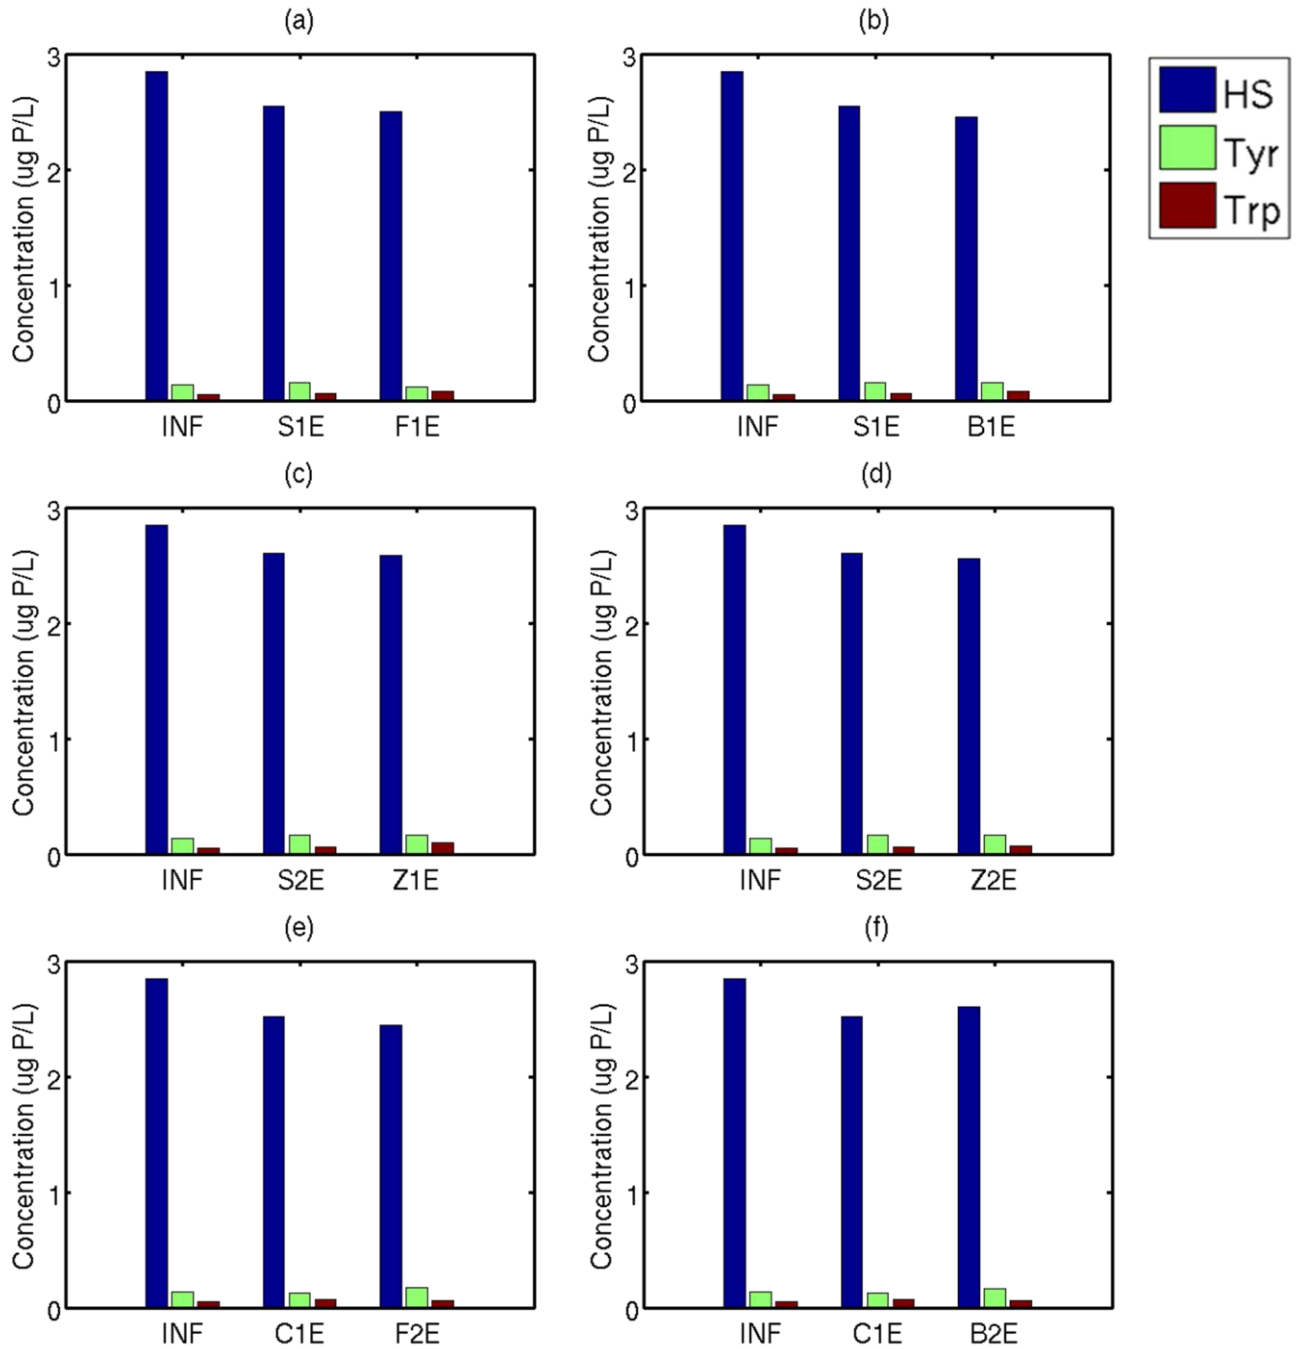 (a)
3
2
1
0
Concentration (ug P/L)
INF S1E F1E
(b)
3
2
1
0
Concentration (ug P/L)
INF S1E B1E
HS
Tyr
Trp
(c)
3
2
1
0
Concentration (ug P/L)
INF S2E Z1E
(d)
3
2
1
0
Concentration (ug P/L)
INF S2E Z2E
(e)
3
2
1
0
Concentration (ug P/L)
INF C1E F2E
(f)
3
2
1
0
Concentration (ug P/L)
INF C1E B2E